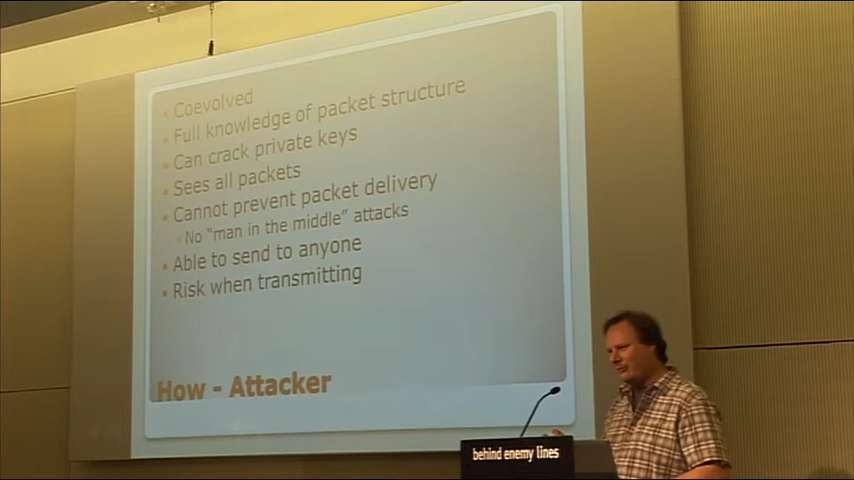 Coevolved
Full knowledge of packet structure
Can crack private keys
Sees all packets
Cannot prevent packet delivery
No "man in the middle" attacks
Able to send to anyone
Risk when transmitting
How - Attacker
behind enemy lines